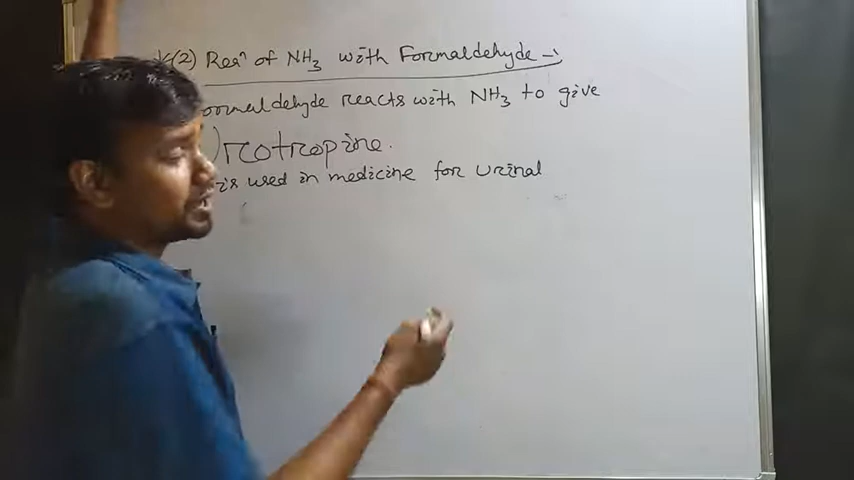 (2) Reaⁿ of NH₃ with Formaldehyde -
ormaldehyde reacts with NH₃ to give
rotropine.
is used in medicine for urinal